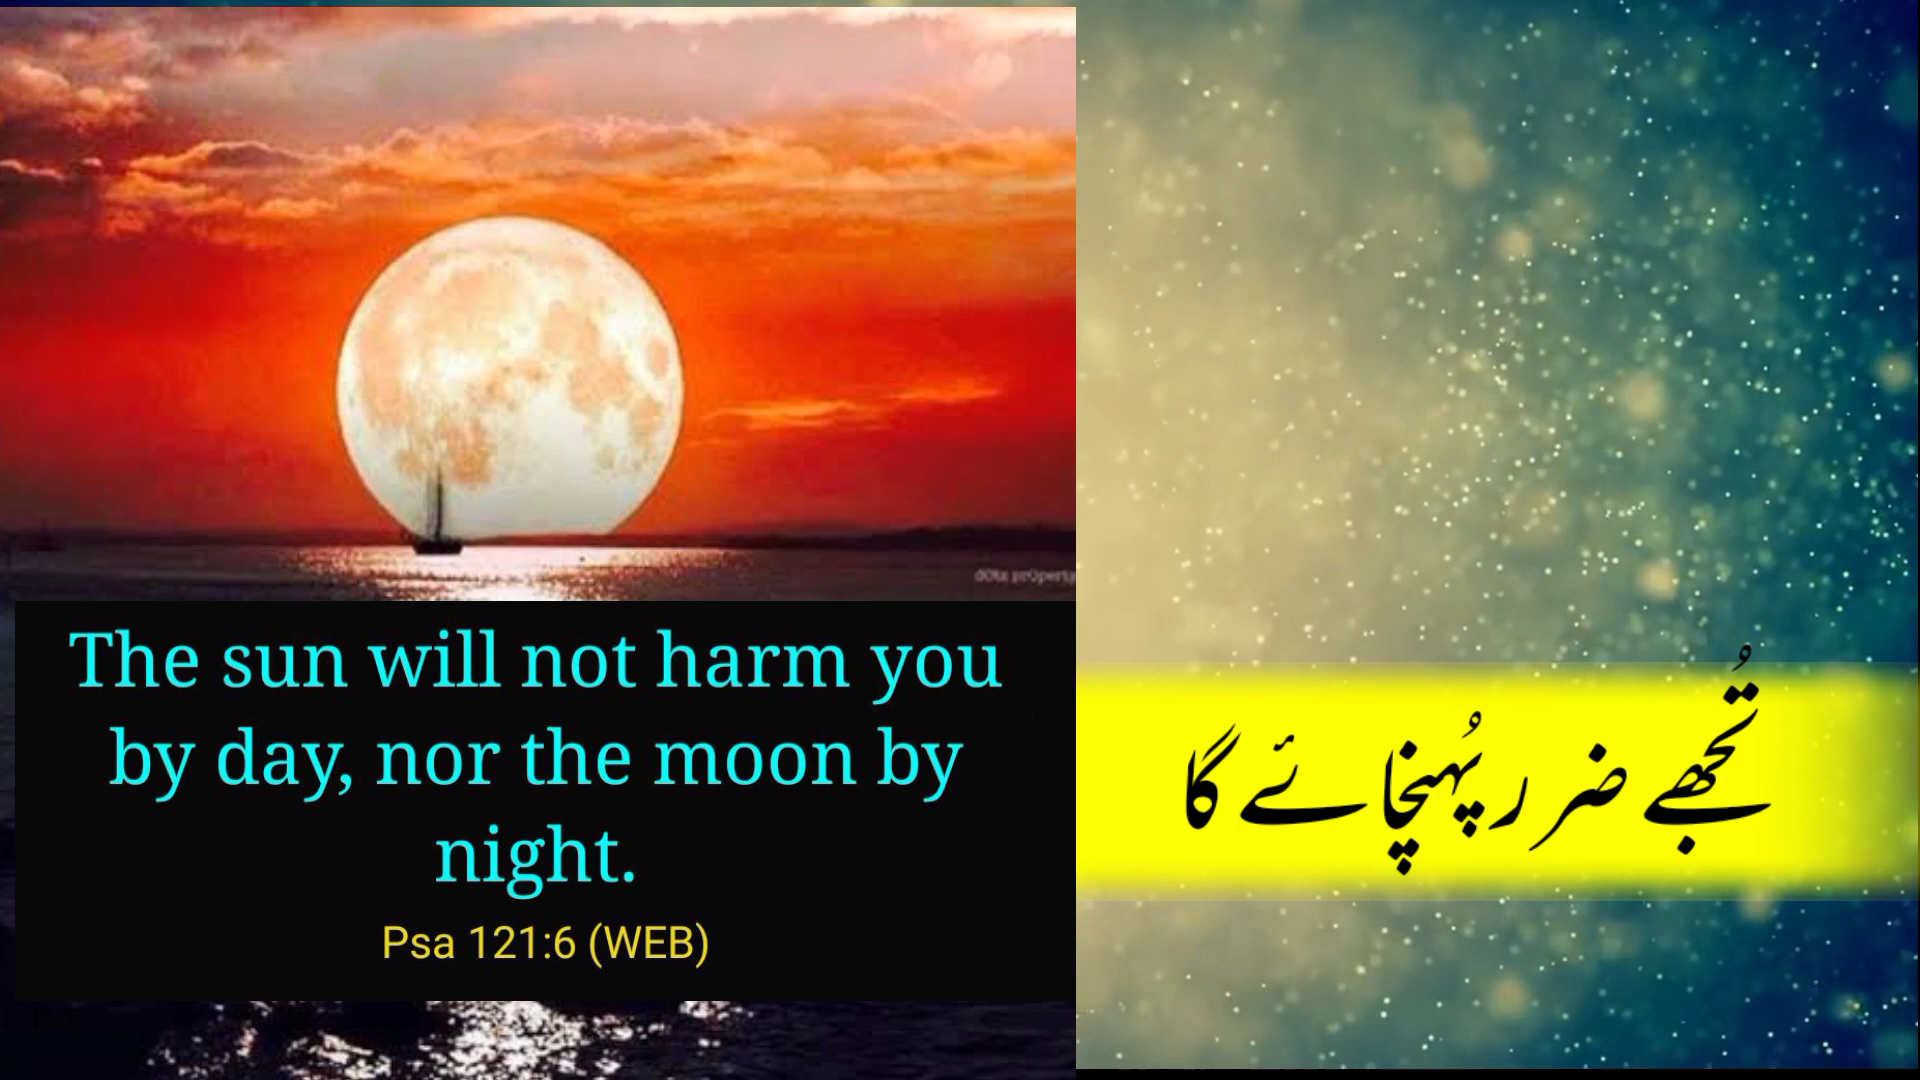 The sun will not harm you
by day, nor the moon by
night.
Psa 121:6 (WEB)
تُجھے ضرر پُہنچائے گا